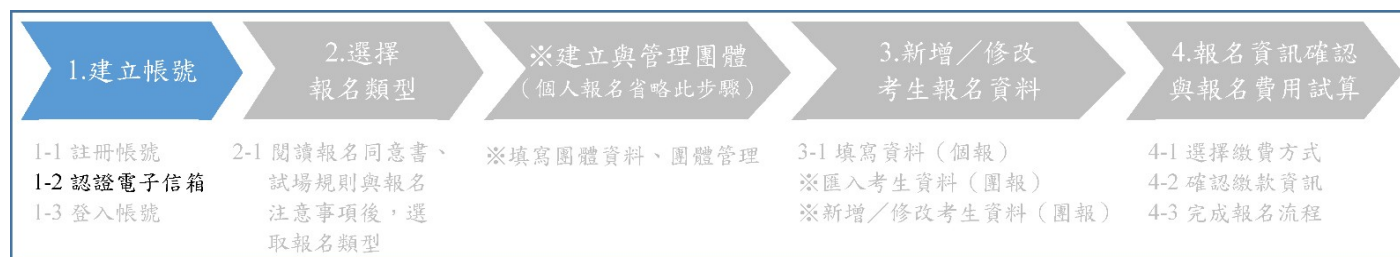 1.建立帳號
2.選擇
報名類型
※建立與管理團體
（個人報名省略此步驟）
3.新增／修改
考生報名資料
4.報名資訊確認
與報名費用試算
1-1 註冊帳號
1-2 認證電子信箱
1-3 登入帳號
2-1 閱讀報名同意書、
試場規則與報名
注意事項後，選
取報名類型
※填寫團體資料、團體管理
3-1 填寫資料（個報）
※匯入考生資料（團報）
※新增／修改考生資料（團報）
4-1 選擇繳費方式
4-2 確認繳款資訊
4-3 完成報名流程